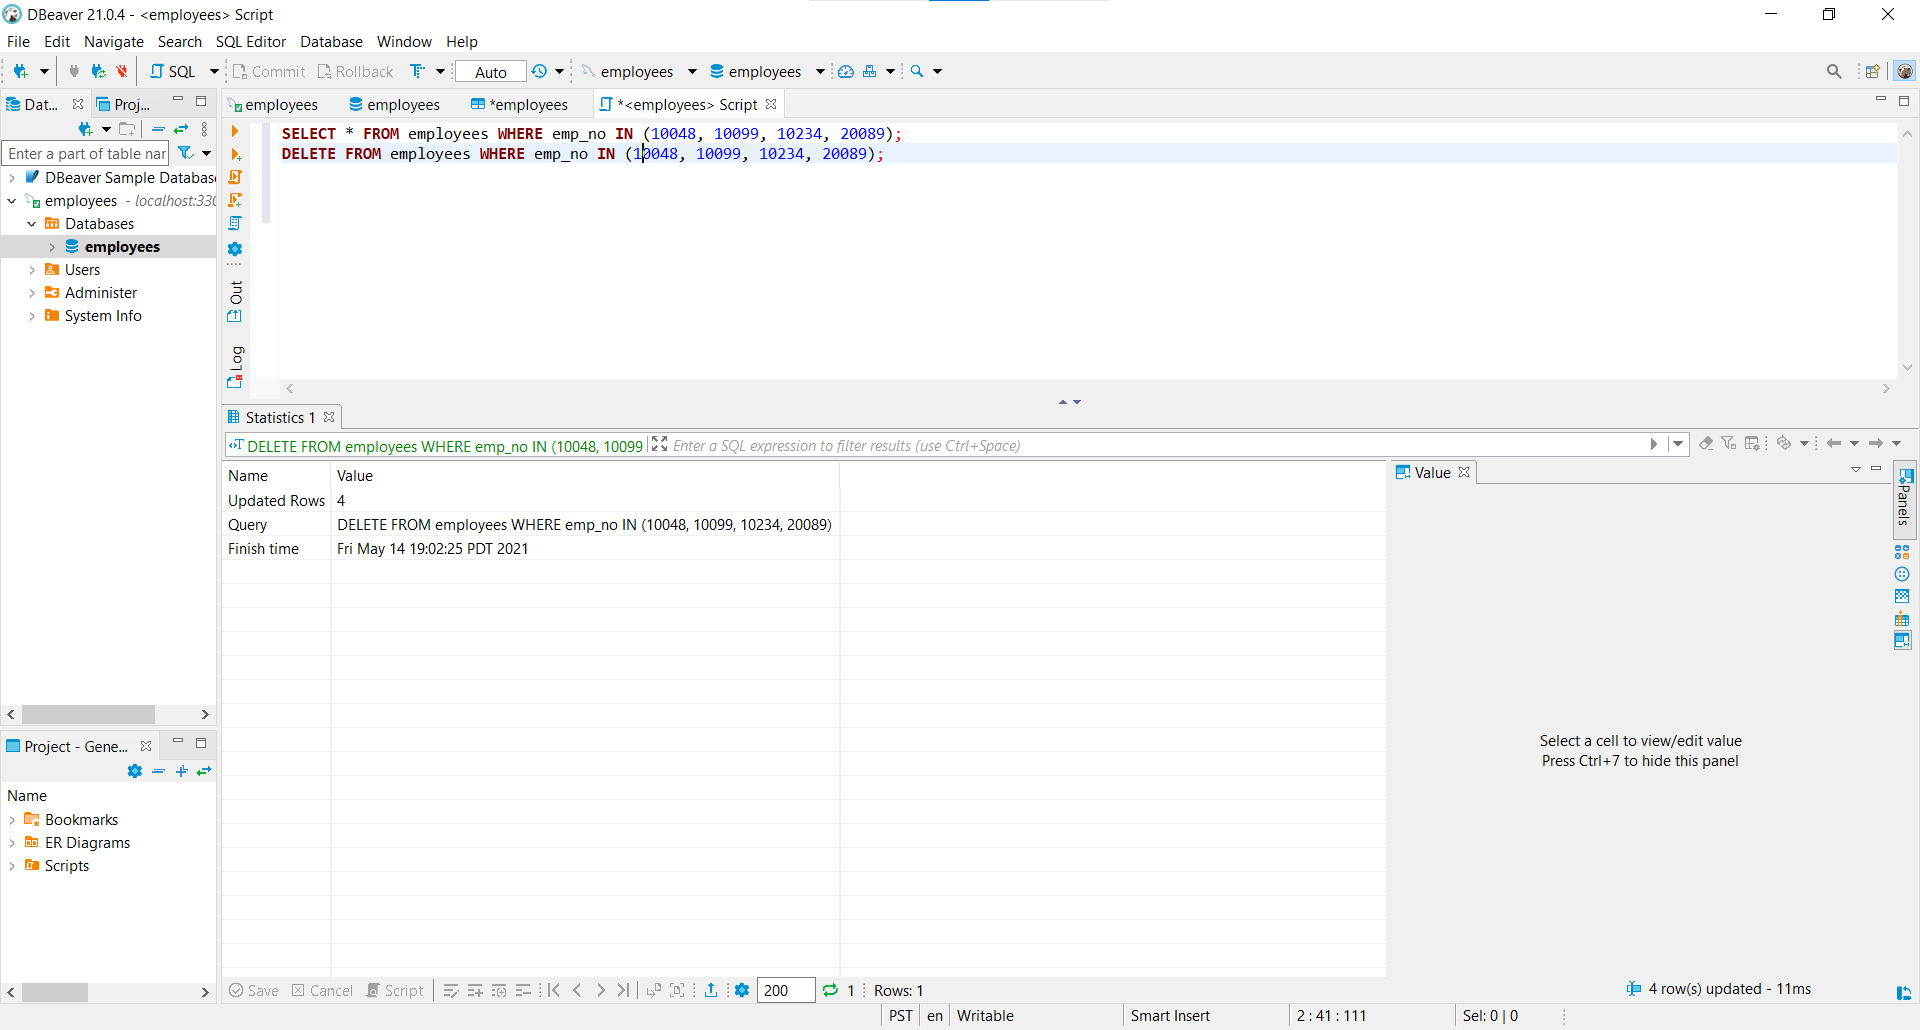 DBeaver 21.0.4 - <employees> Script
File Edit Navigate Search SQL Editor Database Window Help
SQL Commit Rollback Auto employees employees
Dat... Proj...
employees employees *employees *<employees> Script
Enter a part of table nar
DBeaver Sample Databas
employees - localhost:330
Databases
employees
Users
Administer
System Info
SELECT * FROM employees WHERE emp_no IN (10048, 10099, 10234, 20089);
DELETE FROM employees WHERE emp_no IN (10048, 10099, 10234, 20089);
Out
Log
Statistics 1
DELETE FROM employees WHERE emp_no IN (10048, 10099 Enter a SQL expression to filter results (use Ctrl+Space)
Name Value
Updated Rows 4
Query DELETE FROM employees WHERE emp_no IN (10048, 10099, 10234, 20089)
Finish time Fri May 14 19:02:25 PDT 2021
Value
Panels
Select a cell to view/edit value
Press Ctrl+7 to hide this panel
Project - Gene...
Name
Bookmarks
ER Diagrams
Scripts
Save Cancel Script 200 1 Rows: 1
4 row(s) updated - 11ms
PST en Writable Smart Insert 2 : 41 : 111 Sel: 0 | 0